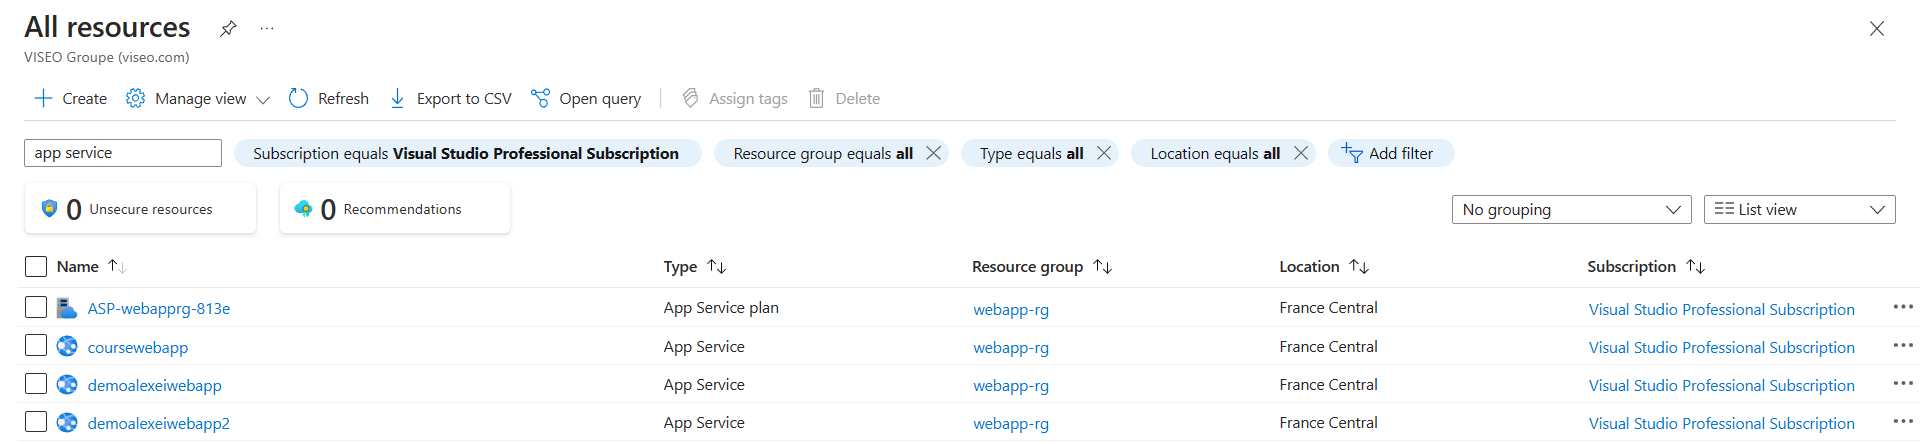 All resources
VISEO Groupe (viseo.com)
Create Manage view Refresh Export to CSV Open query Assign tags Delete
app service Subscription equals Visual Studio Professional Subscription Resource group equals all Type equals all Location equals all Add filter
0 Unsecure resources 0 Recommendations No grouping List view
Name Type Resource group Location Subscription
ASP-webapprg-813e App Service plan webapp-rg France Central Visual Studio Professional Subscription
coursewebapp App Service webapp-rg France Central Visual Studio Professional Subscription
demoalexeiwebapp App Service webapp-rg France Central Visual Studio Professional Subscription
demoalexeiwebapp2 App Service webapp-rg France Central Visual Studio Professional Subscription